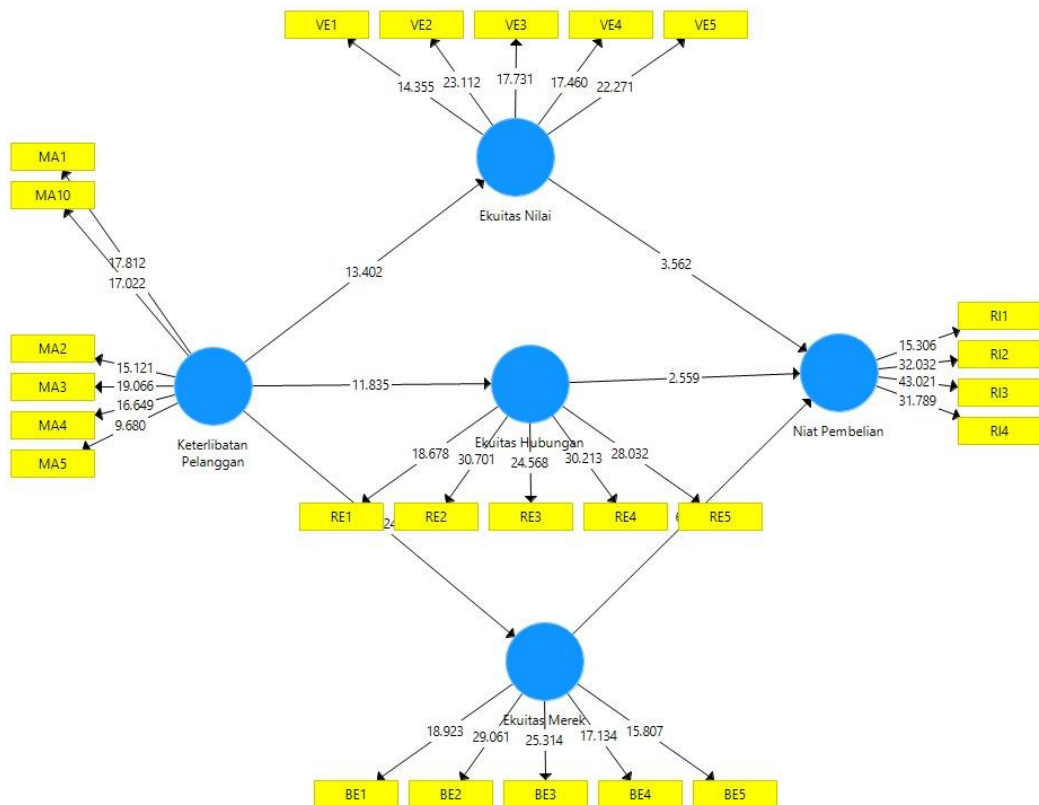 VE1
VE2
VE3
VE4
VE5
14.355
23.112
17.731
17.460
22.271
Ekuitas Nilai
MA1
MA10
17.812
17.022
13.402
3.562
MA2
MA3
MA4
MA5
15.121
19.066
16.649
9.680
Keterlibatan
Pelanggan
11.835
2.559
Ekuitas Hubungan
18.678
30.701
24.568
30.213
28.032
RE1
RE2
RE3
RE4
RE5
Niat Pembelian
15.306
32.032
43.021
31.789
RI1
RI2
RI3
RI4
Ekuitas Merek
18.923
29.061
25.314
17.134
15.807
BE1
BE2
BE3
BE4
BE5